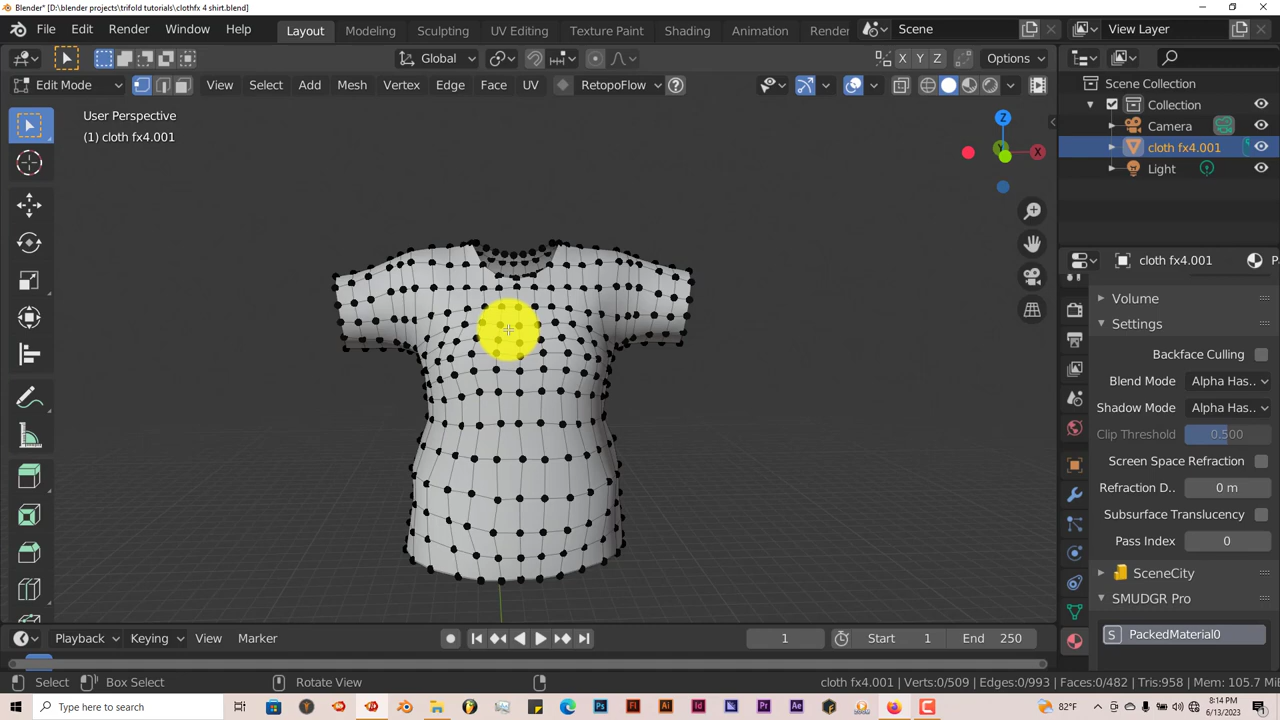 Blender* [D:\blender projects\trifold tutorials\clothfx 4 shirt.blend]
File Edit Render Window Help Layout Modeling Sculpting UV Editing Texture Paint Shading Animation Render Scene View Layer
Global X Y Z Options
Edit Mode View Select Add Mesh Vertex Edge Face UV RetopoFlow
User Perspective
(1) cloth fx4.001
Z
X
Scene Collection
Collection
Camera
cloth fx4.001
Light
cloth fx4.001 P
Volume
Settings
Backface Culling
Blend Mode Alpha Has..
Shadow Mode Alpha Has..
Clip Threshold 0.500
Screen Space Refraction
Refraction D.. 0 m
Subsurface Translucency
Pass Index 0
SceneCity
SMUDGR Pro
S PackedMaterial0
Playback Keying View Marker 1 Start 1 End 250
Select Box Select Rotate View cloth fx4.001 | Verts:0/509 | Edges:0/993 | Faces:0/482 | Tris:958 | Mem: 105.7 Mi
Type here to search 82°F 8:14 PM
6/13/2023